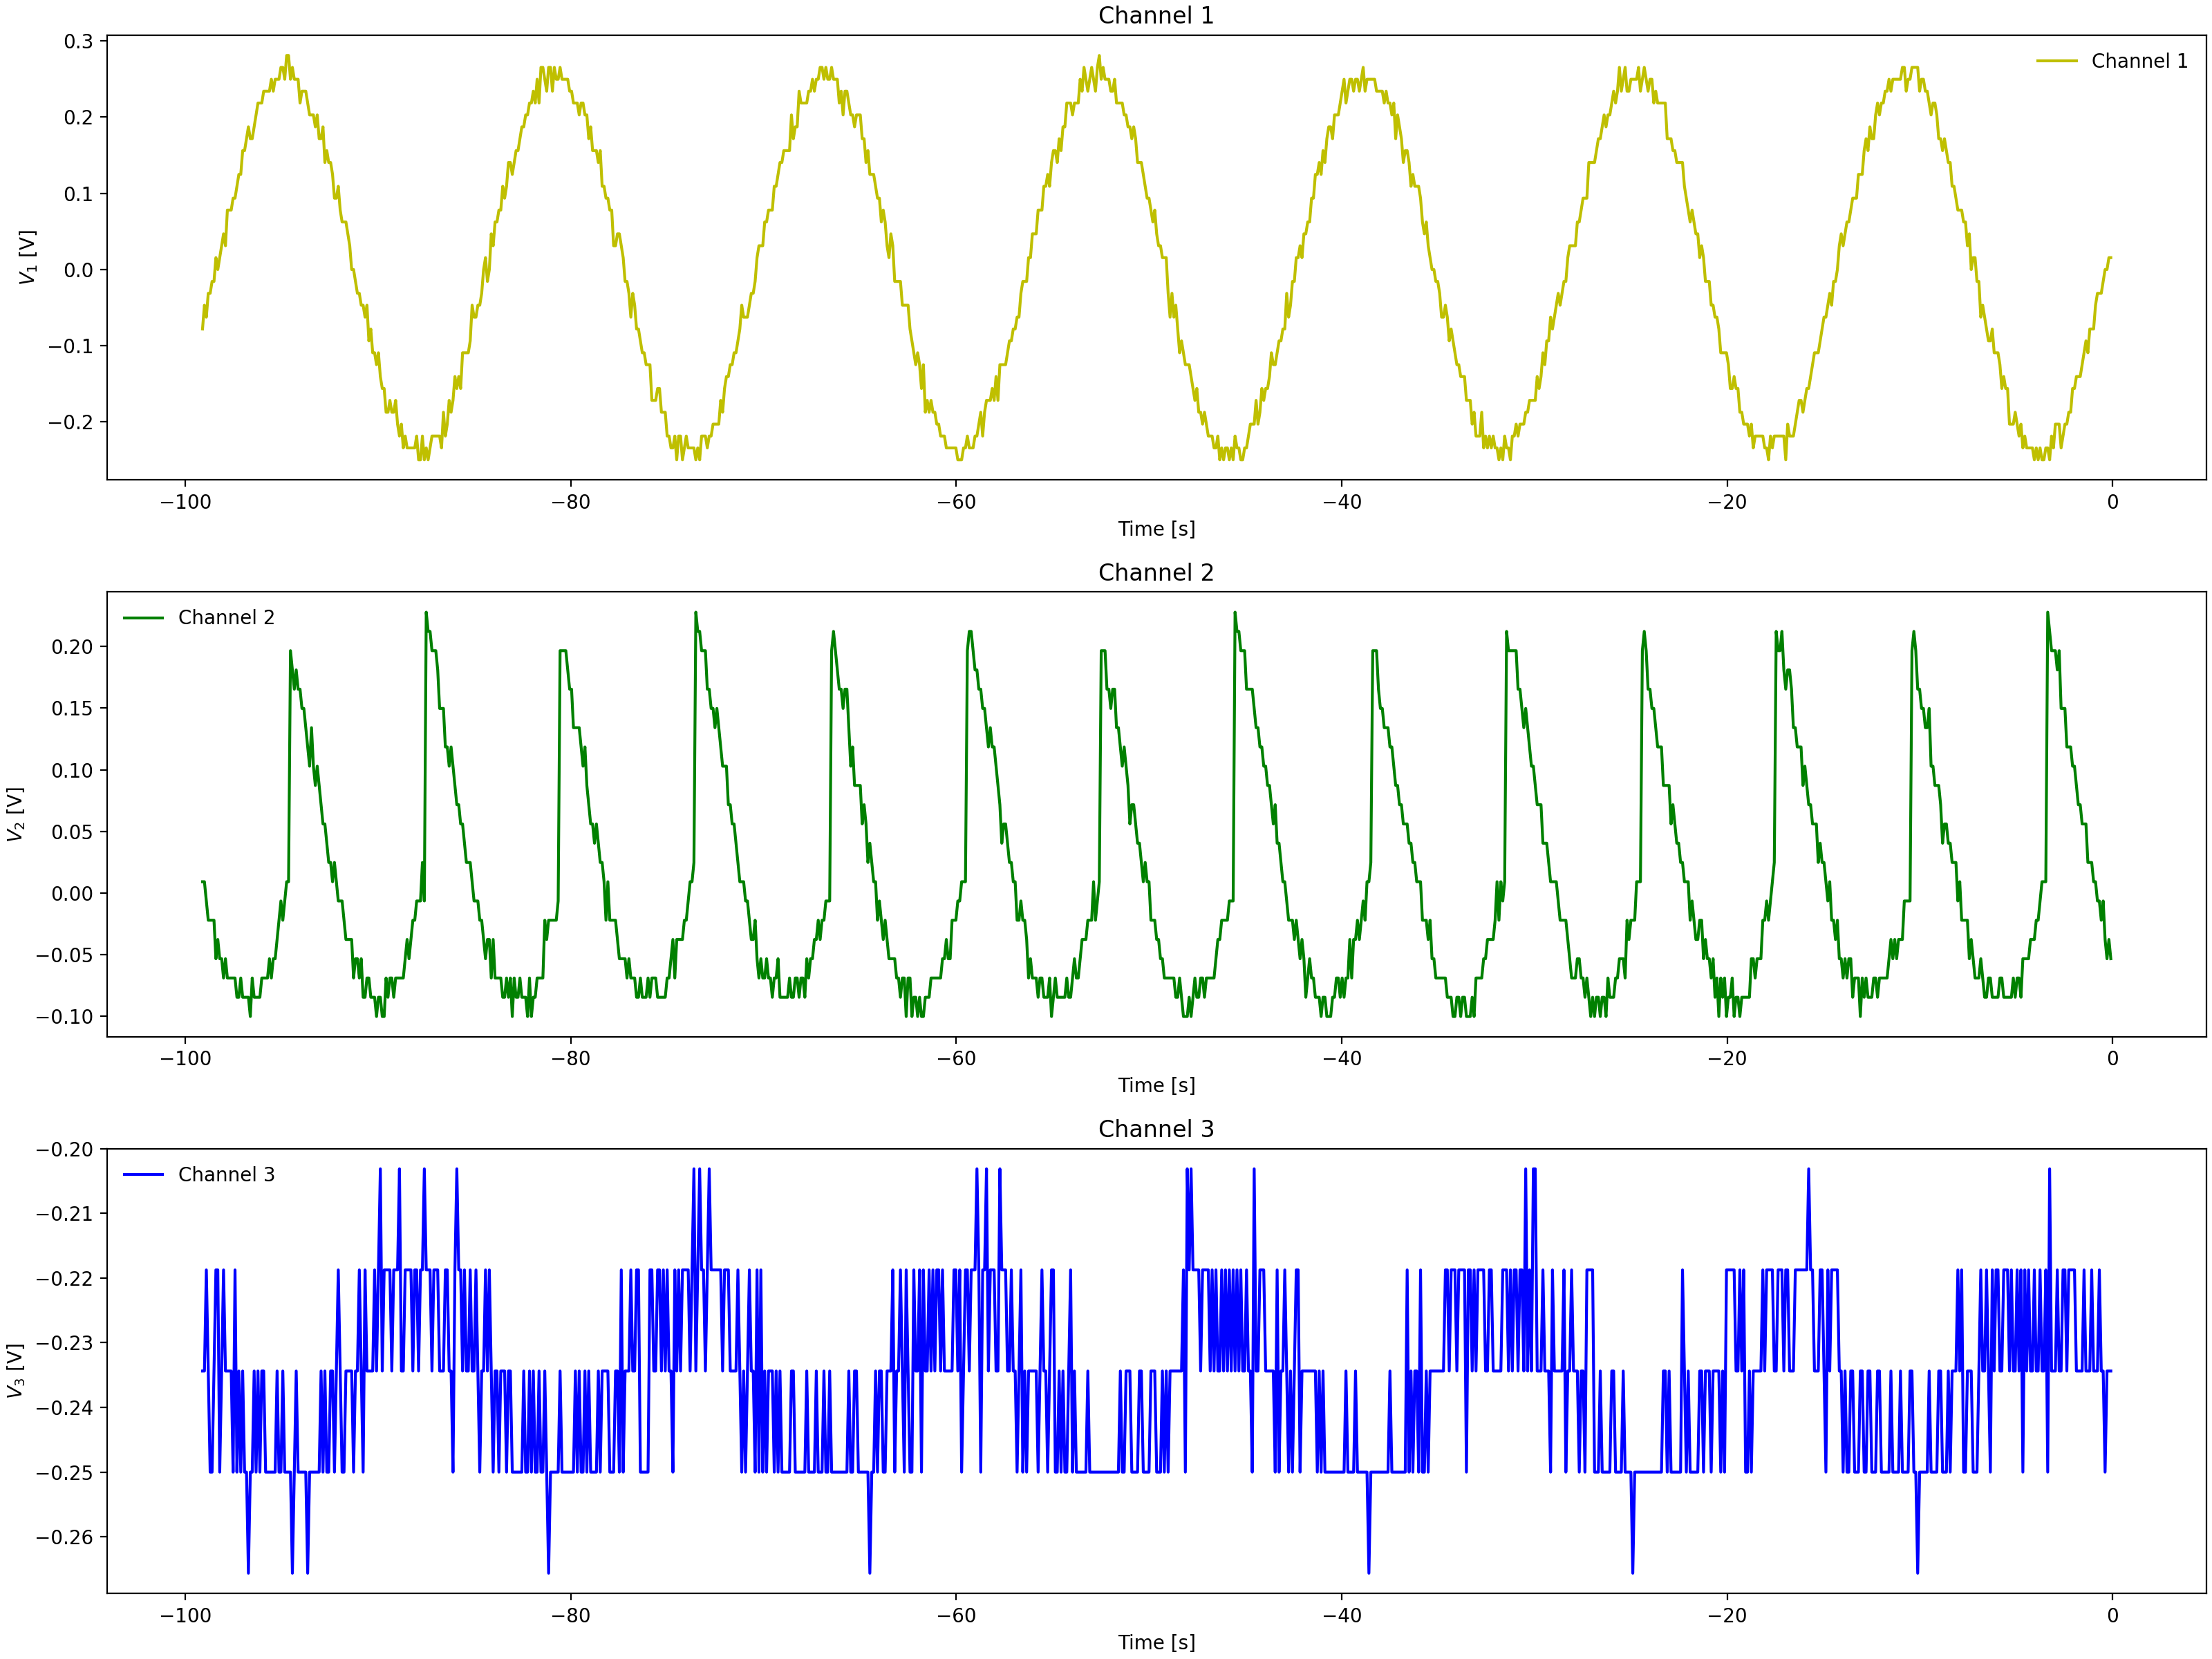 Channel 1
0.3
0.2
0.1
0.0
−0.1
−0.2
V1 [V]
Channel 1
−100 −80 −60 −40 −20 0
Time [s]
Channel 2
0.20
0.15
0.10
0.05
0.00
−0.05
−0.10
V2 [V]
Channel 2
−100 −80 −60 −40 −20 0
Time [s]
Channel 3
−0.20
−0.21
−0.22
−0.23
−0.24
−0.25
−0.26
V3 [V]
Channel 3
−100 −80 −60 −40 −20 0
Time [s]